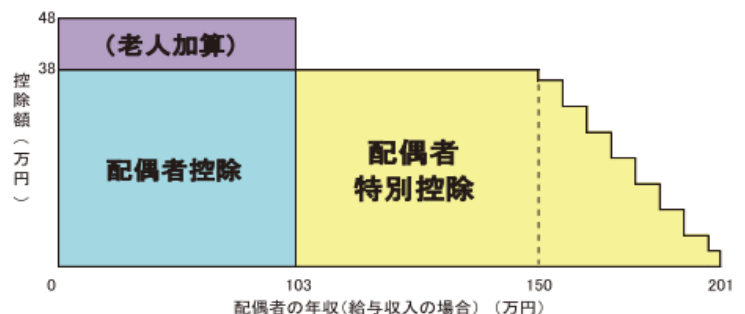 48
(老人加算)
38
控除額(万円)
配偶者控除
配偶者
特別控除
0
103
150
201
配偶者の年収(給与収入の場合) (万円)